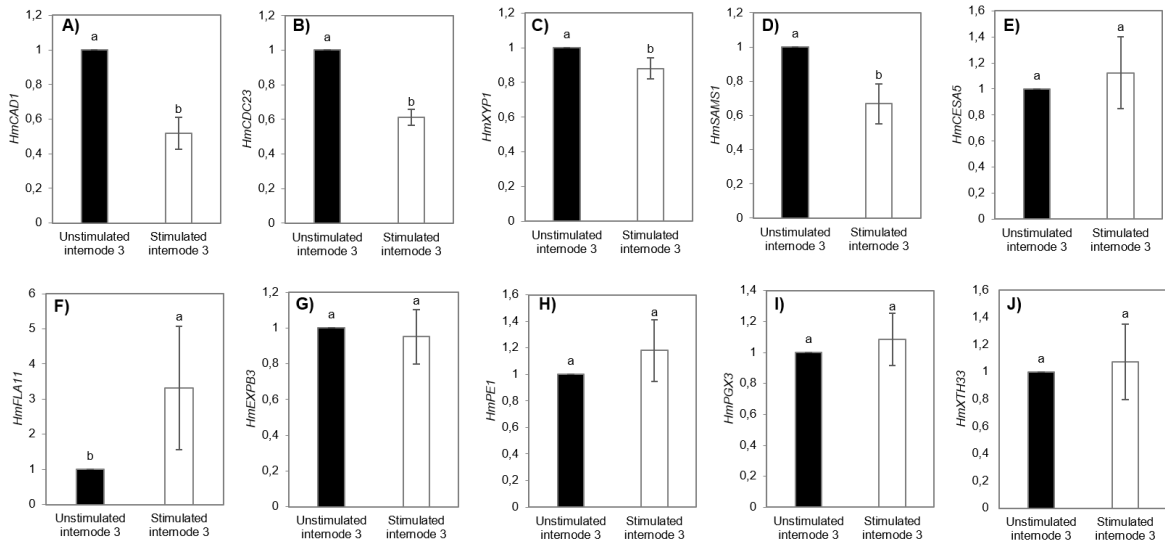 A)
HmCAD1
1,2
1
0,8
0,6
0,4
0,2
0
a
b
Unstimulated
internode 3
Stimulated
internode 3
B)
HmCDC23
1,2
1
0,8
0,6
0,4
0,2
0
a
b
Unstimulated
internode 3
Stimulated
internode 3
C)
HmXYP1
1,2
1
0,8
0,6
0,4
0,2
0
a
b
Unstimulated
internode 3
Stimulated
internode 3
D)
HmSAMS1
1,2
1
0,8
0,6
0,4
0,2
0
a
b
Unstimulated
internode 3
Stimulated
internode 3
E)
HmCESA5
1,6
1,4
1,2
1
0,8
0,6
0,4
0,2
0
a
a
Unstimulated
internode 3
Stimulated
internode 3
F)
HmFLA11
6
5
4
3
2
1
0
b
a
Unstimulated
internode 3
Stimulated
internode 3
G)
HmEXPB3
1,2
1
0,8
0,6
0,4
0,2
0
a
a
Unstimulated
internode 3
Stimulated
internode 3
H)
HmPE1
1,6
1,4
1,2
1
0,8
0,6
0,4
0,2
0
a
a
Unstimulated
internode 3
Stimulated
internode 3
I)
HmPGX3
1,4
1,2
1
0,8
0,6
0,4
0,2
0
a
a
Unstimulated
internode 3
Stimulated
internode 3
J)
HmXTH33
1,6
1,4
1,2
1
0,8
0,6
0,4
0,2
0
a
a
Unstimulated
internode 3
Stimulated
internode 3